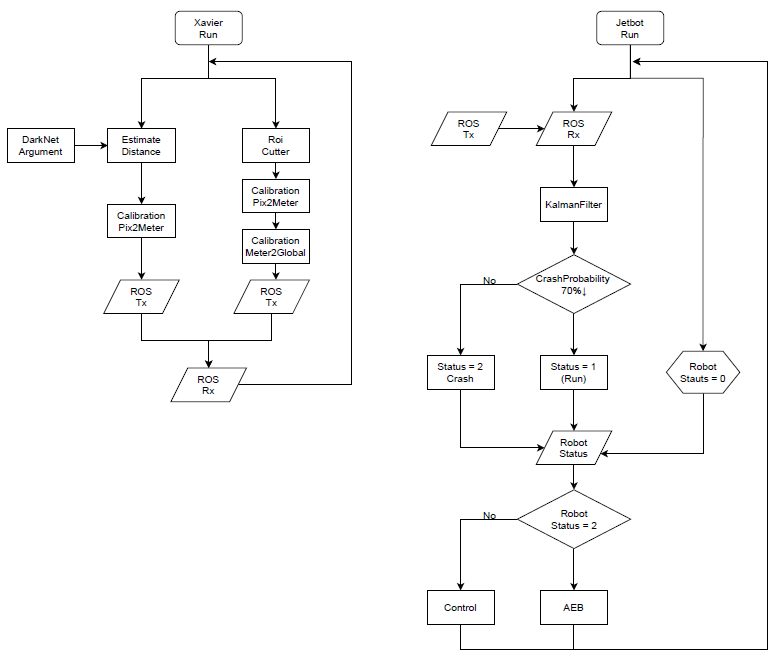 Xavier
Run
DarkNet
Argument
Estimate
Distance
Roi
Cutter
Calibration
Pix2Meter
Calibration
Pix2Meter
Calibration
Meter2Global
ROS
Tx
ROS
Tx
ROS
Rx
Jetbot
Run
ROS
Tx
ROS
Rx
KalmanFilter
CrashProbability
70%↓
No
Status = 2
Crash
Status = 1
(Run)
Robot
Stauts = 0
Robot
Status
Robot
Status = 2
No
Control
AEB